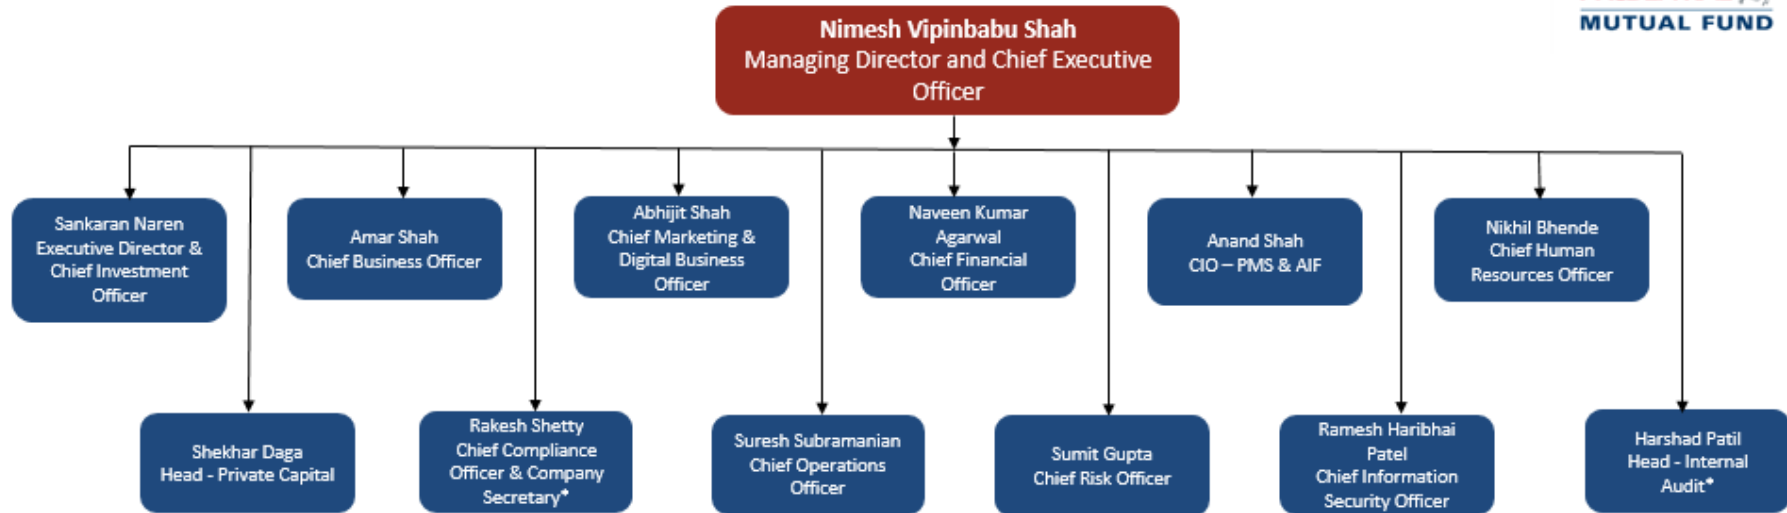 MUTUAL FUND
Nimesh Vipinbabu Shah
Managing Director and Chief Executive
Officer
Sankaran Naren
Executive Director &
Chief Investment
Officer
Amar Shah
Chief Business Officer
Abhijit Shah
Chief Marketing &
Digital Business
Officer
Naveen Kumar
Agarwal
Chief Financial
Officer
Anand Shah
CIO – PMS & AIF
Nikhil Bhende
Chief Human
Resources Officer
Shekhar Daga
Head - Private Capital
Rakesh Shetty
Chief Compliance
Officer & Company
Secretary*
Suresh Subramanian
Chief Operations
Officer
Sumit Gupta
Chief Risk Officer
Ramesh Haribhai
Patel
Chief Information
Security Officer
Harshad Patil
Head - Internal
Audit*